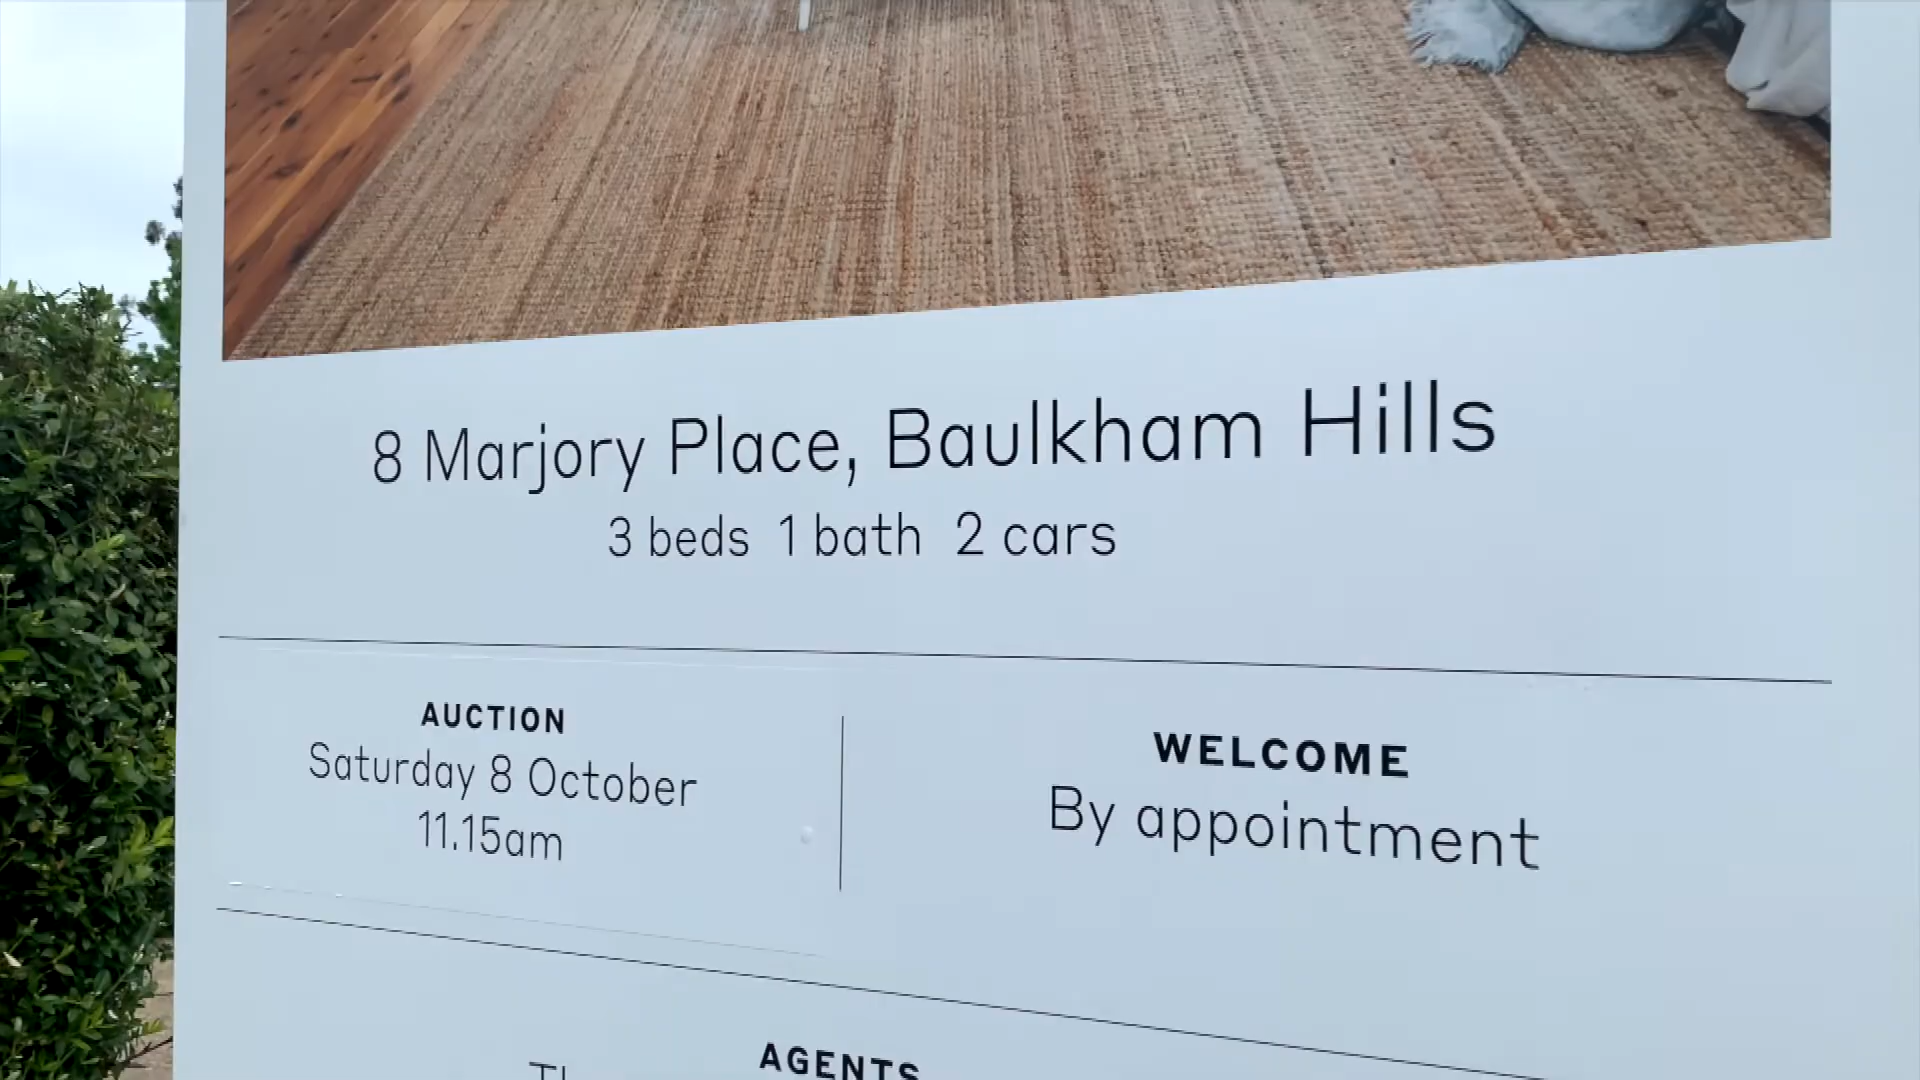 8 Marjory Place, Baulkham Hills
3 beds 1 bath 2 cars
AUCTION
Saturday 8 October
11.15am
WELCOME
By appointment
AGENTS